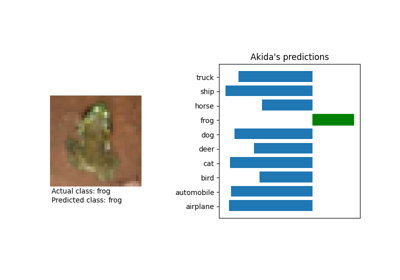 Akida's predictions
truck
ship
horse
frog
dog
deer
cat
bird
automobile
airplane
Actual class: frog
Predicted class: frog